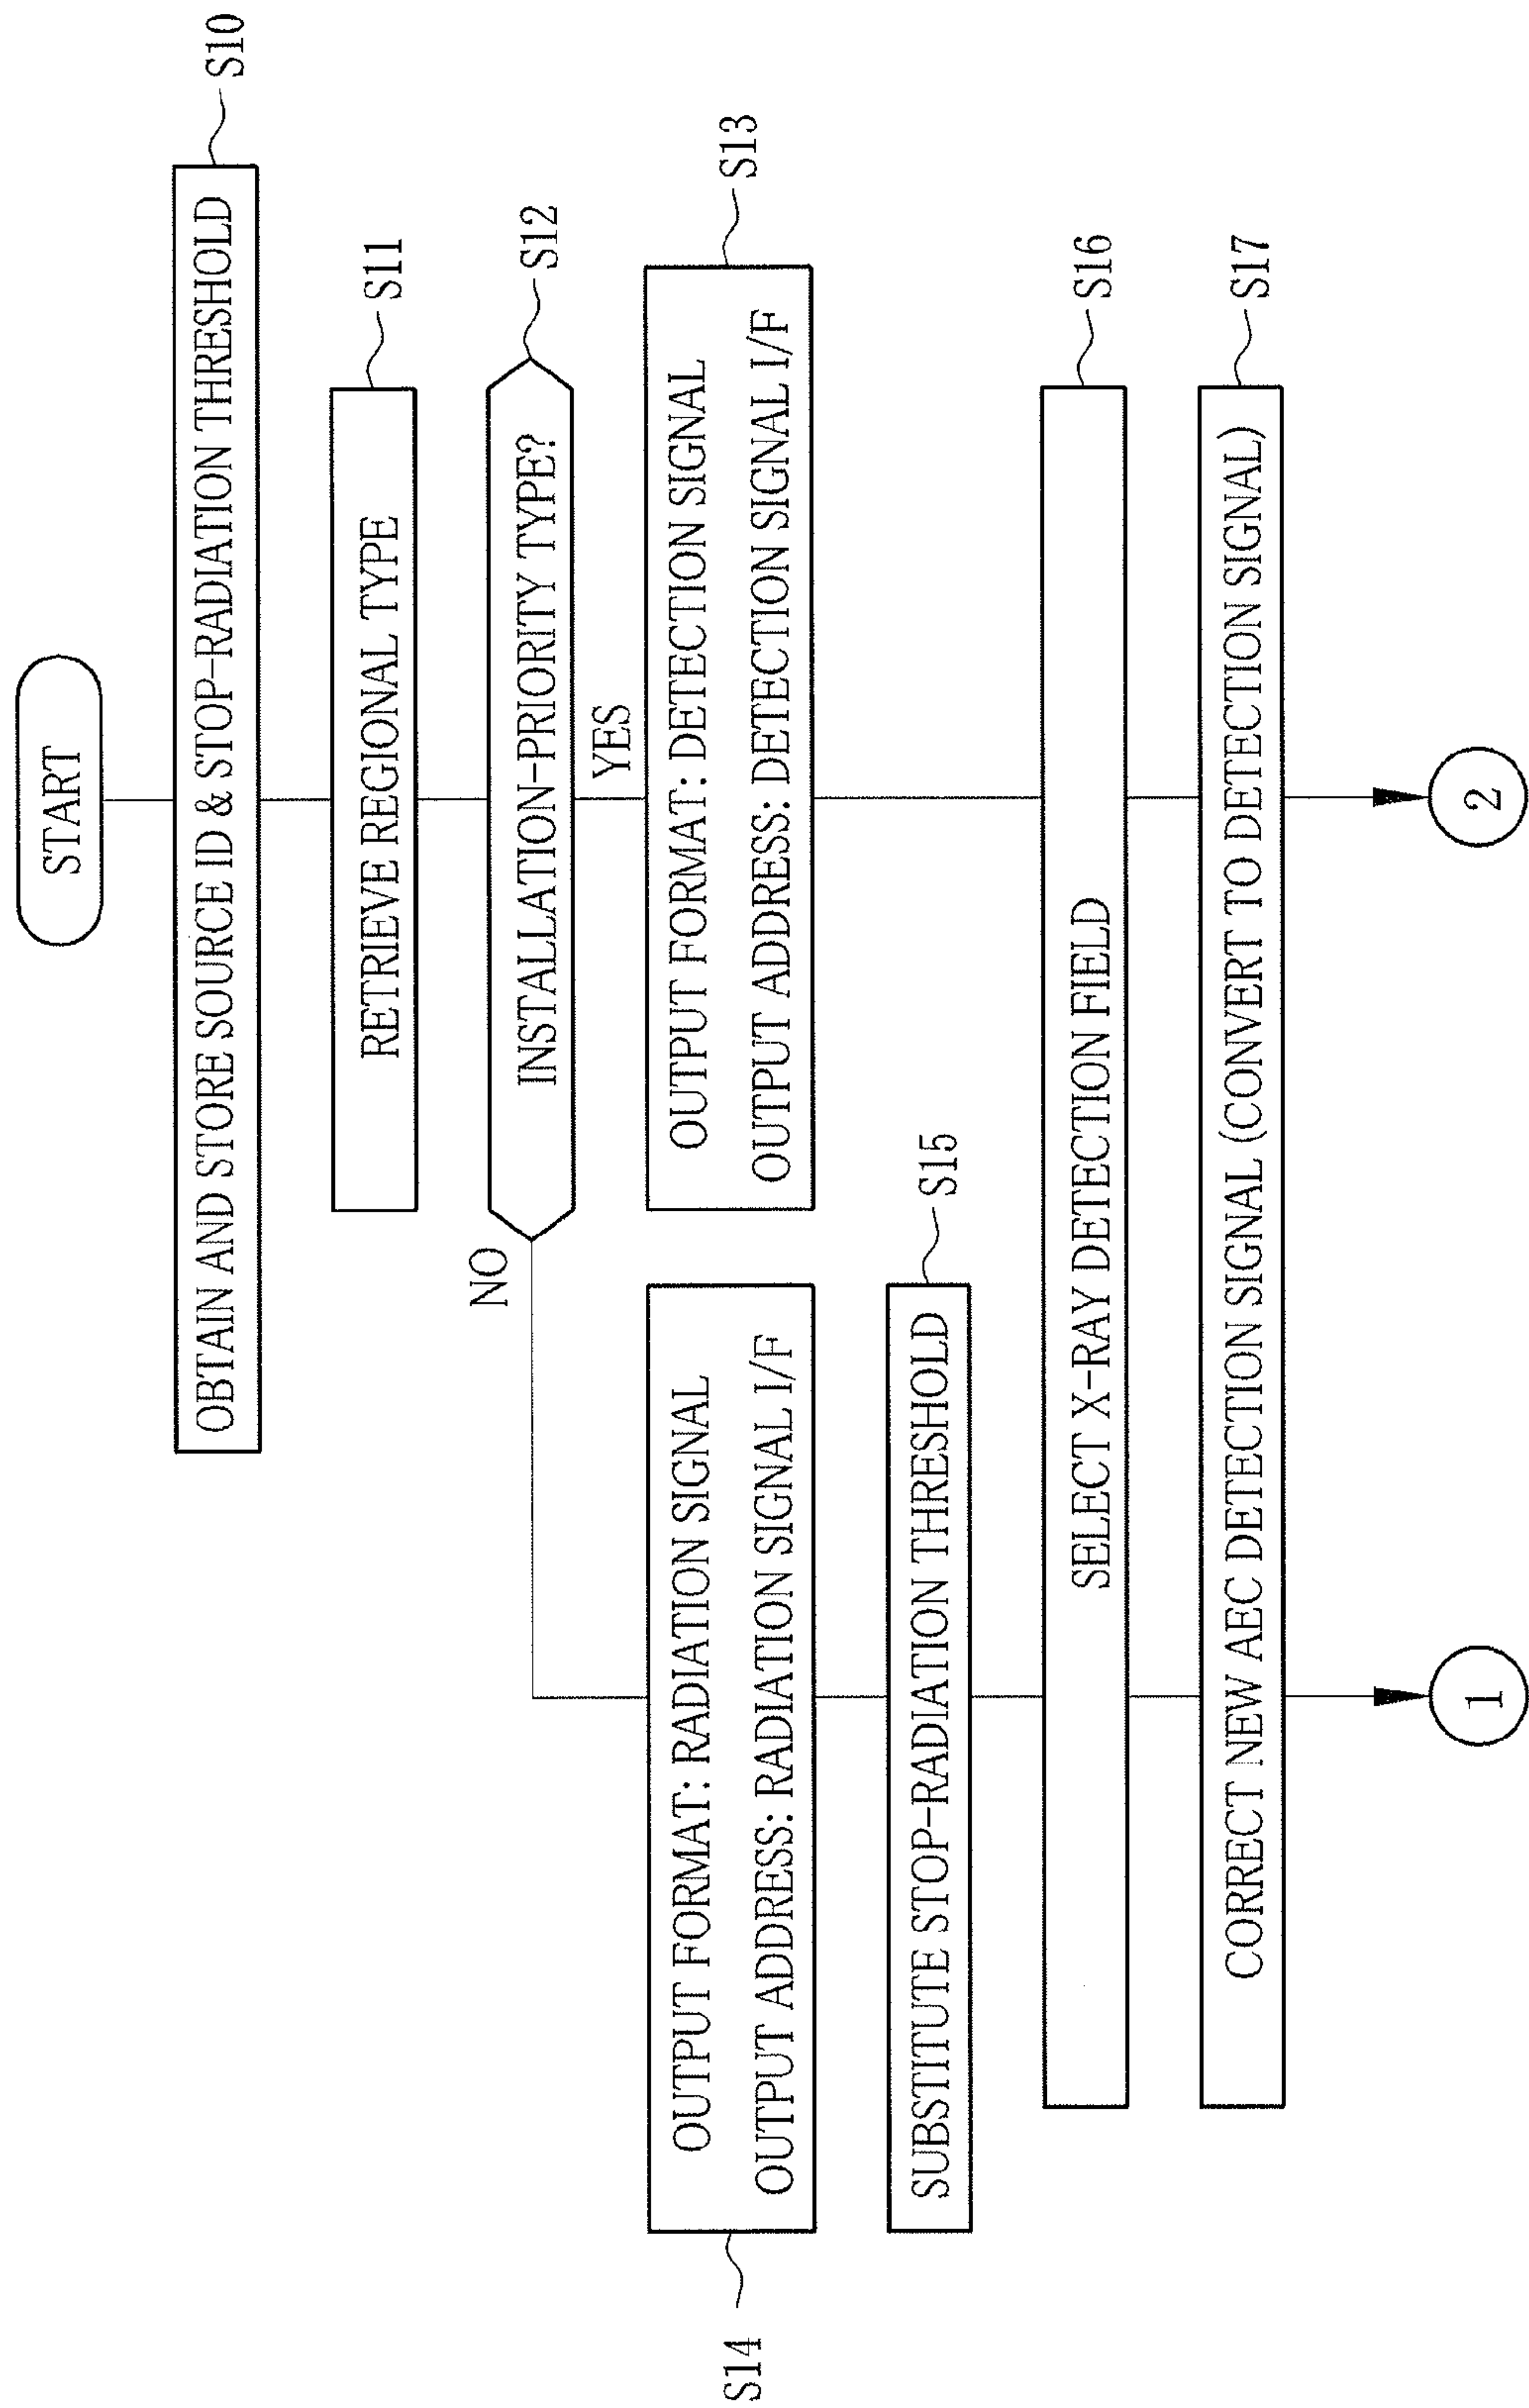 START
OBTAIN AND STORE SOURCE ID & STOP-RADIATION THRESHOLD
S10
RETRIEVE REGIONAL TYPE
S11
INSTALLATION-PRIORITY TYPE?
S12
NO
YES
OUTPUT FORMAT: DETECTION SIGNAL
OUTPUT ADDRESS: DETECTION SIGNAL I/F
S13
S14
OUTPUT FORMAT: RADIATION SIGNAL
OUTPUT ADDRESS: RADIATION SIGNAL I/F
SUBSTITUTE STOP-RADIATION THRESHOLD
S15
SELECT X-RAY DETECTION FIELD
S16
CORRECT NEW AEC DETECTION SIGNAL (CONVERT TO DETECTION SIGNAL)
S17
1
2